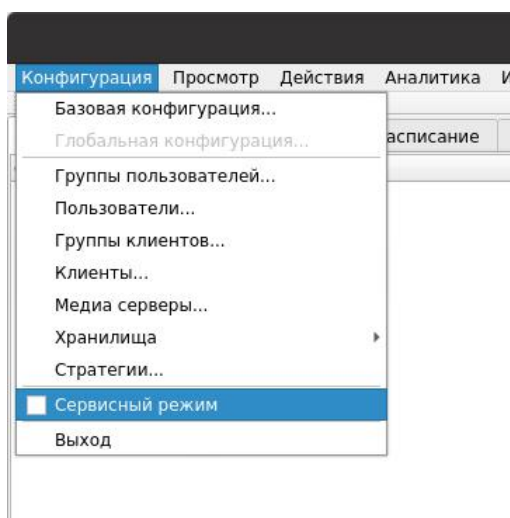 Конфигурация Просмотр Действия Аналитика
Базовая конфигурация...
Глобальная конфигурация...
асписание
Группы пользователей...
Пользователи...
Группы клиентов...
Клиенты...
Медиа серверы...
Хранилища
Стратегии...
Сервисный режим
Выход